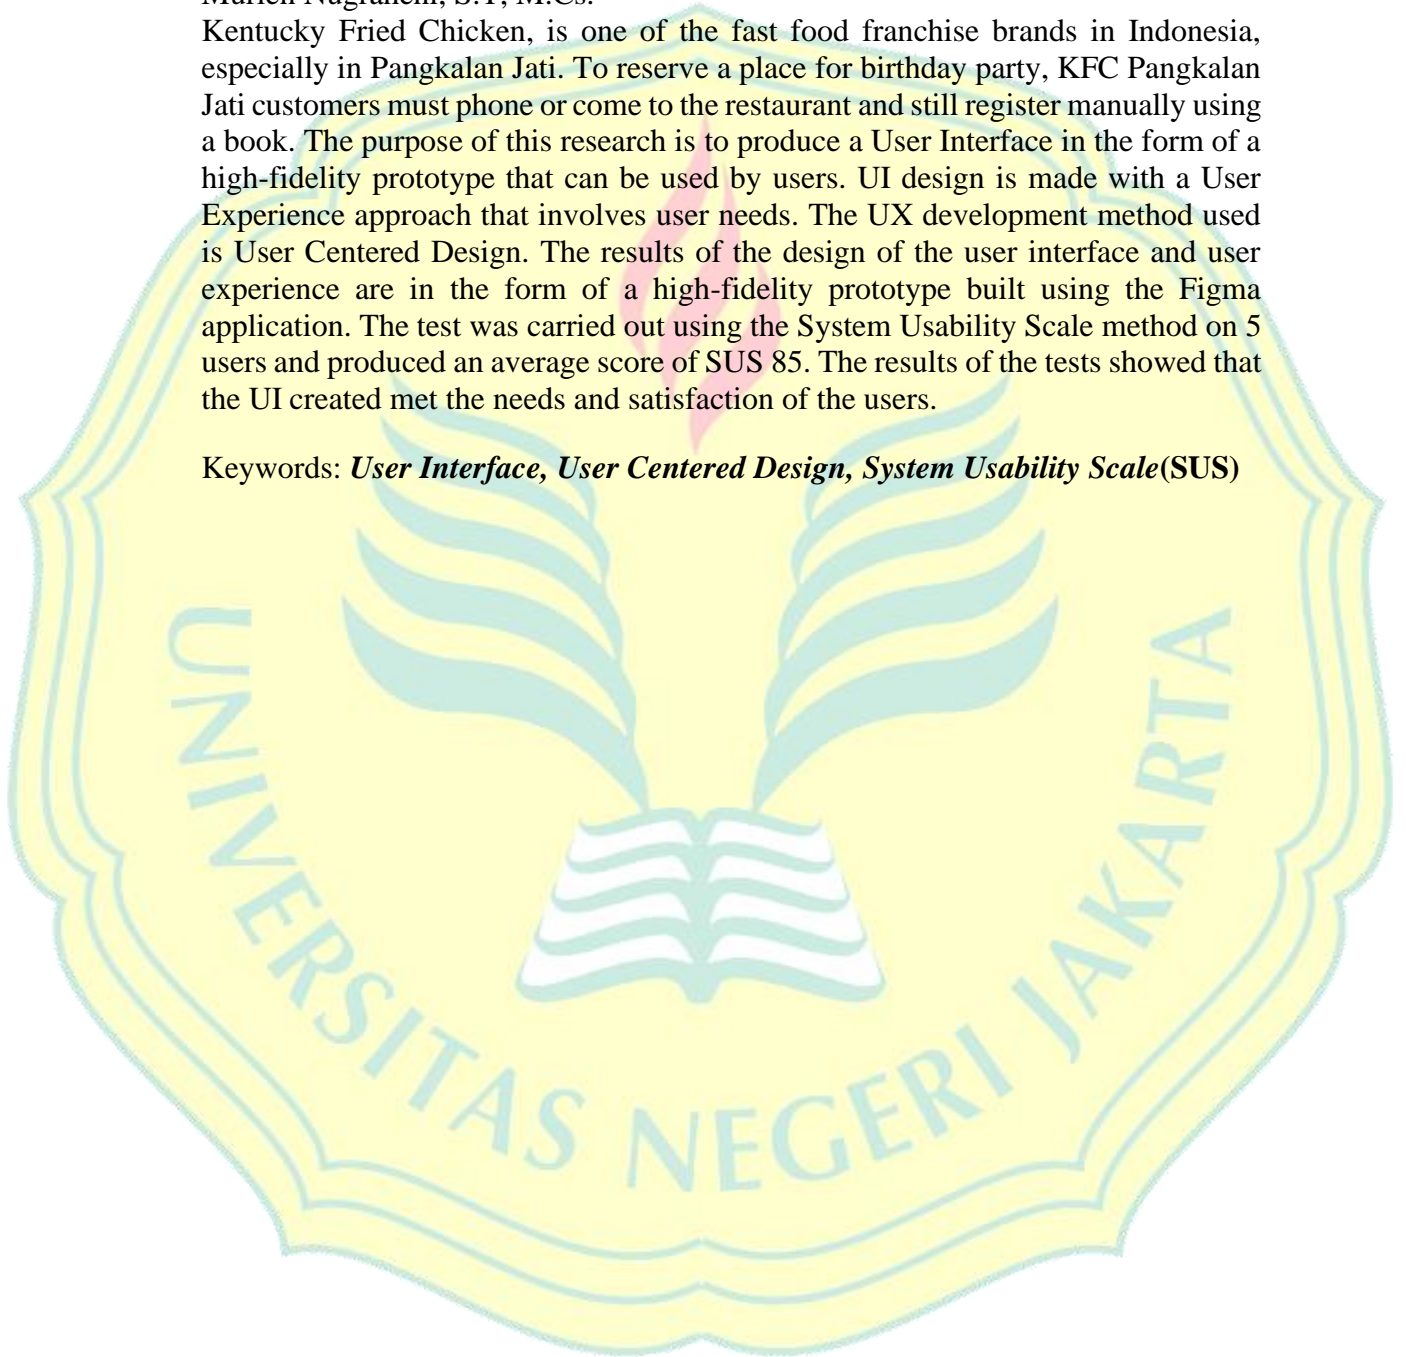 Murien Nugraheni, S.T, M.Cs.
Kentucky Fried Chicken, is one of the fast food franchise brands in Indonesia,
especially in Pangkalan Jati. To reserve a place for birthday party, KFC Pangkalan
Jati customers must phone or come to the restaurant and still register manually using
a book. The purpose of this research is to produce a User Interface in the form of a
high-fidelity prototype that can be used by users. UI design is made with a User
Experience approach that involves user needs. The UX development method used
is User Centered Design. The results of the design of the user interface and user
experience are in the form of a high-fidelity prototype built using the Figma
application. The test was carried out using the System Usability Scale method on 5
users and produced an average score of SUS 85. The results of the tests showed that
the UI created met the needs and satisfaction of the users.
Keywords: User Interface, User Centered Design, System Usability Scale(SUS)
UNIVERSITAS NEGERI JAKARTA